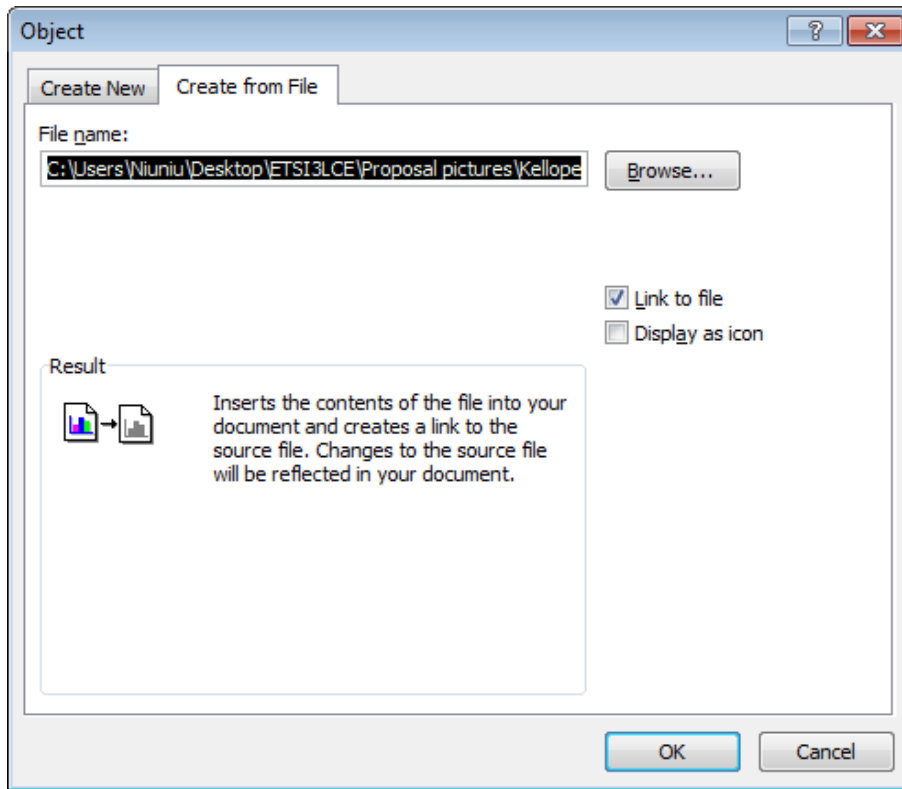 Object
Create New
Create from File
File name:
C:\Users\Niuniu\Desktop\ETSI3LCE\Proposal pictures\Kellope
Browse...
Link to file
Display as icon
Result
Inserts the contents of the file into your
document and creates a link to the
source file. Changes to the source file
will be reflected in your document.
OK
Cancel